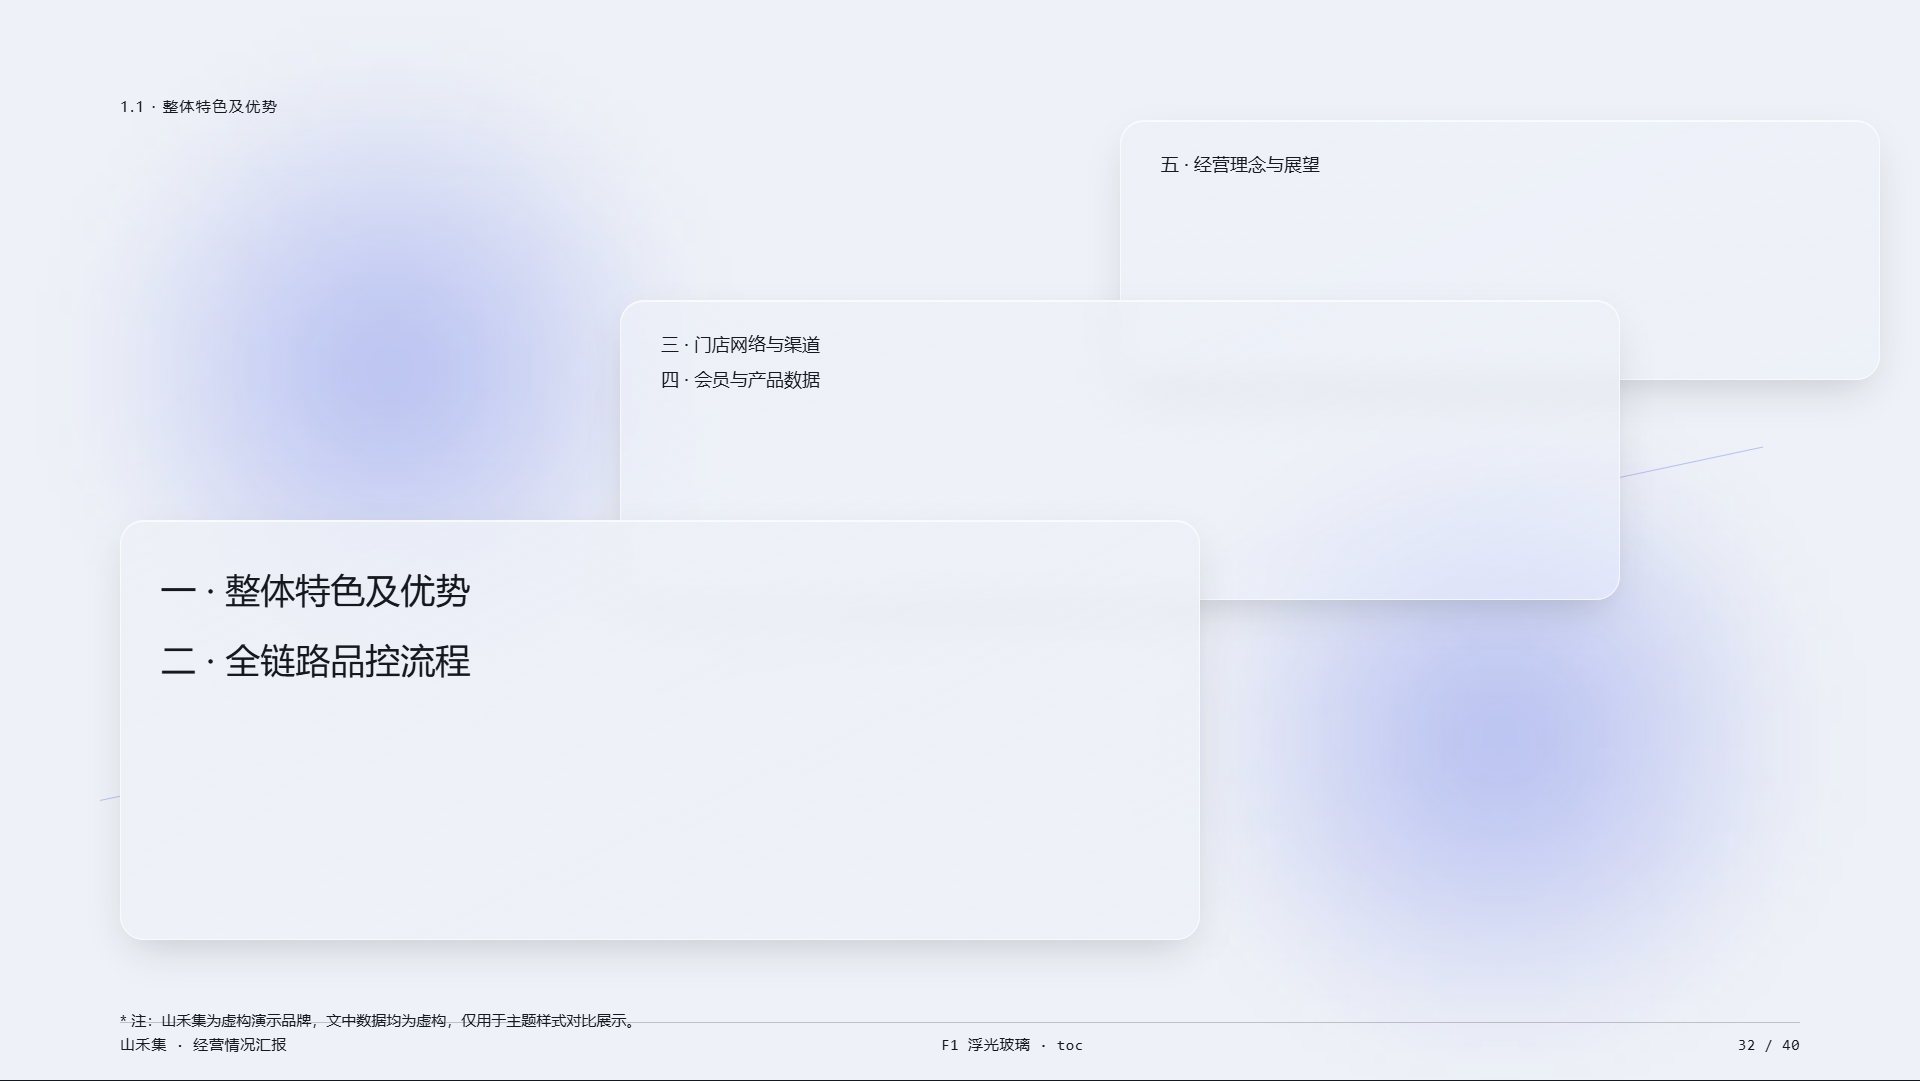 1.1 · 整体特色及优势
五 · 经营理念与展望
三 · 门店网络与渠道
四 · 会员与产品数据
一 · 整体特色及优势
二 · 全链路品控流程
* 注：山禾集为虚构演示品牌，文中数据均为虚构，仅用于主题样式对比展示。
山禾集 · 经营情况汇报
F1 浮光玻璃 · toc
32 / 40